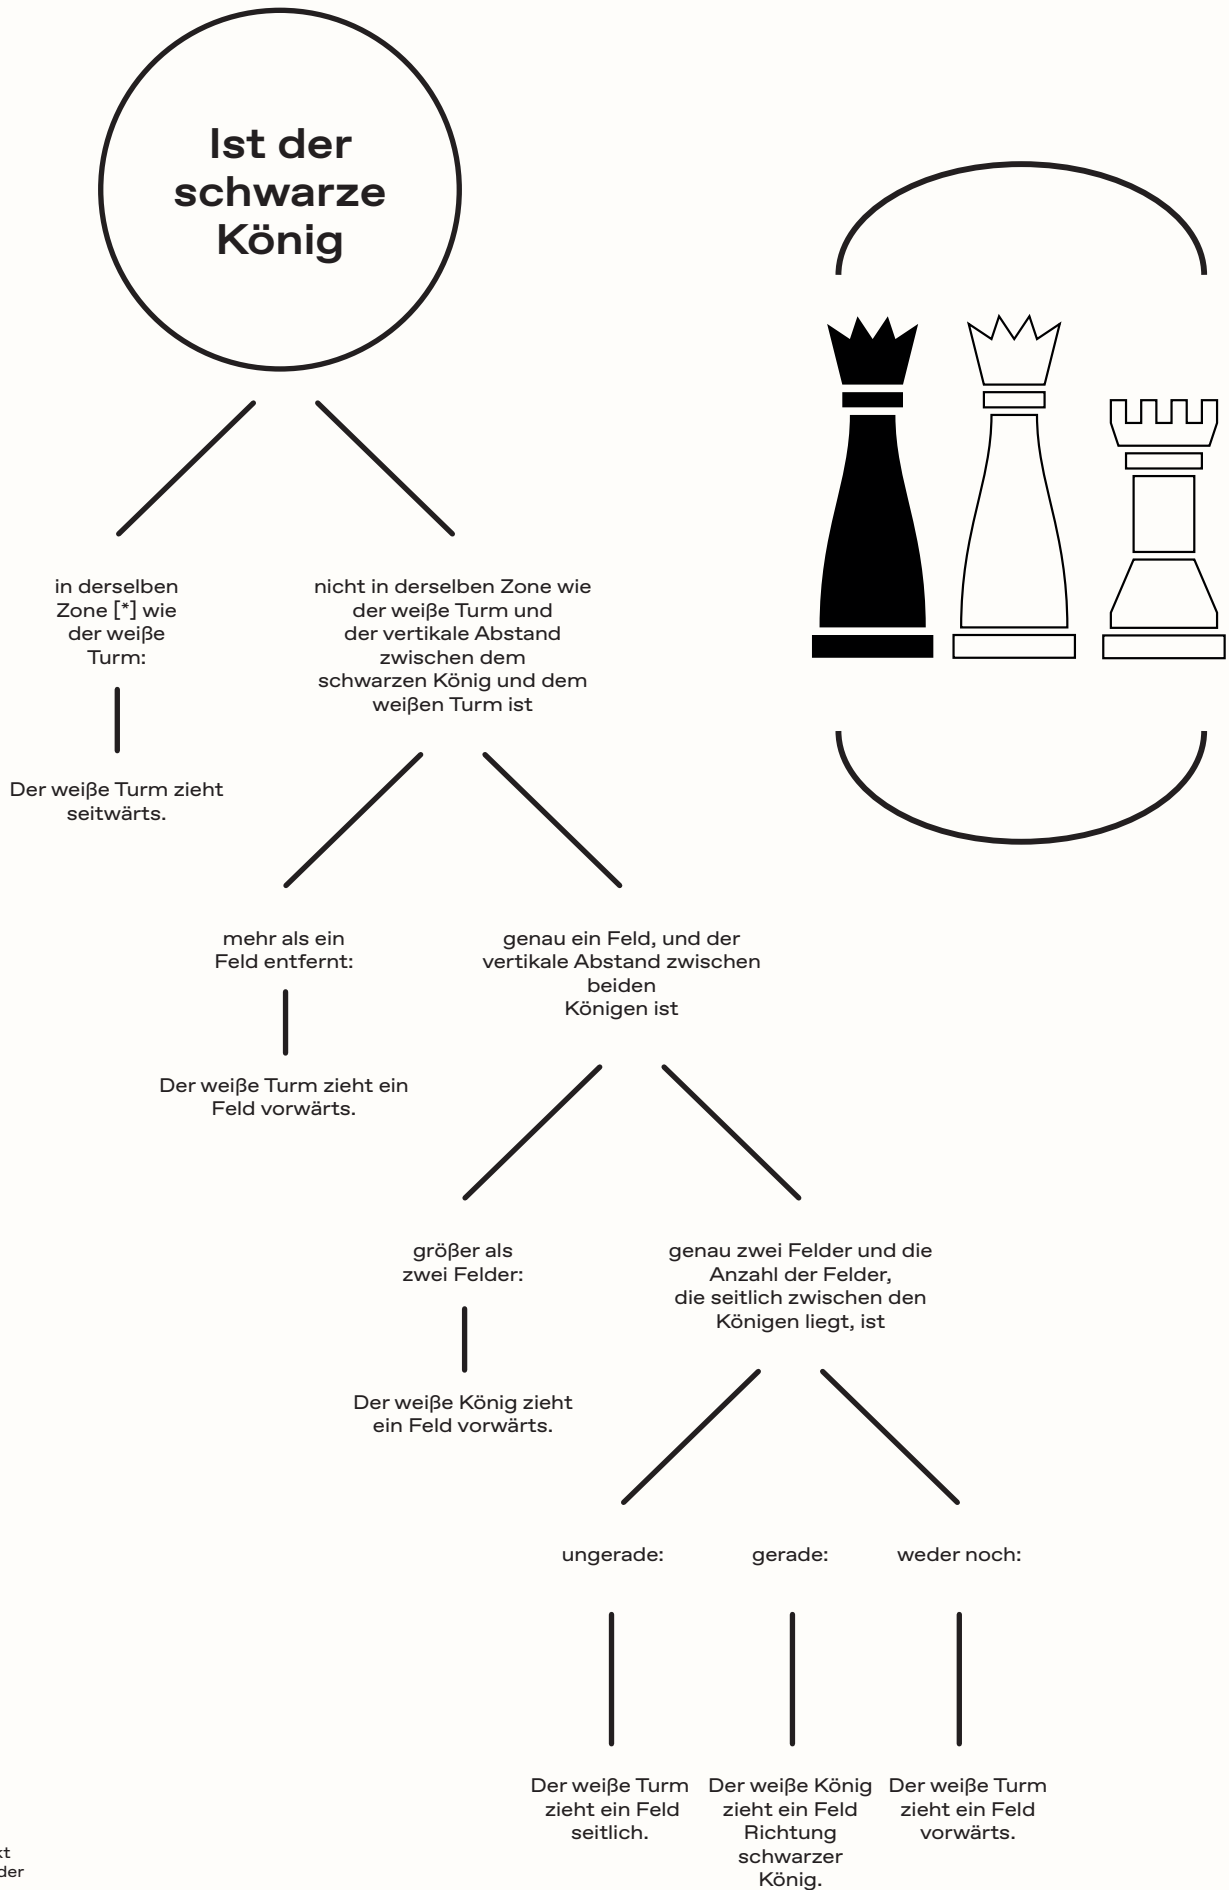 Ist der
schwarze
König
in derselben
Zone [*] wie
der weiße
Turm:
Der weiße Turm zieht
seitwärts.
nicht in derselben Zone wie
der weiße Turm und
der vertikale Abstand
zwischen dem
schwarzen König und dem
weißen Turm ist
mehr als ein
Feld entfernt:
Der weiße Turm zieht ein
Feld vorwärts.
genau ein Feld, und der
vertikale Abstand zwischen
beiden
Königen ist
größer als
zwei Felder:
Der weiße König zieht
ein Feld vorwärts.
genau zwei Felder und die
Anzahl der Felder,
die seitlich zwischen den
Königen liegt, ist
ungerade:
Der weiße Turm
zieht ein Feld
seitlich.
gerade:
Der weiße König
zieht ein Feld
Richtung
schwarzer
König.
weder noch:
Der weiße Turm
zieht ein Feld
vorwärts.